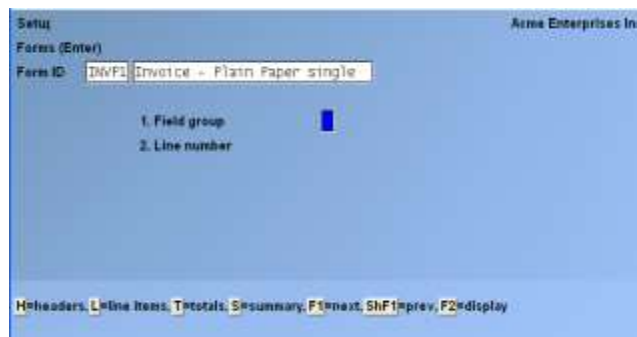 Setup
Acme Enterprises In
Forms (Enter)
Form ID INVP1 Invoice - Plain Paper single
1. Field group
2. Line number
H=headers, L=line items, T=totals, S=summary, F1=next, ShF1=prev, F2=display